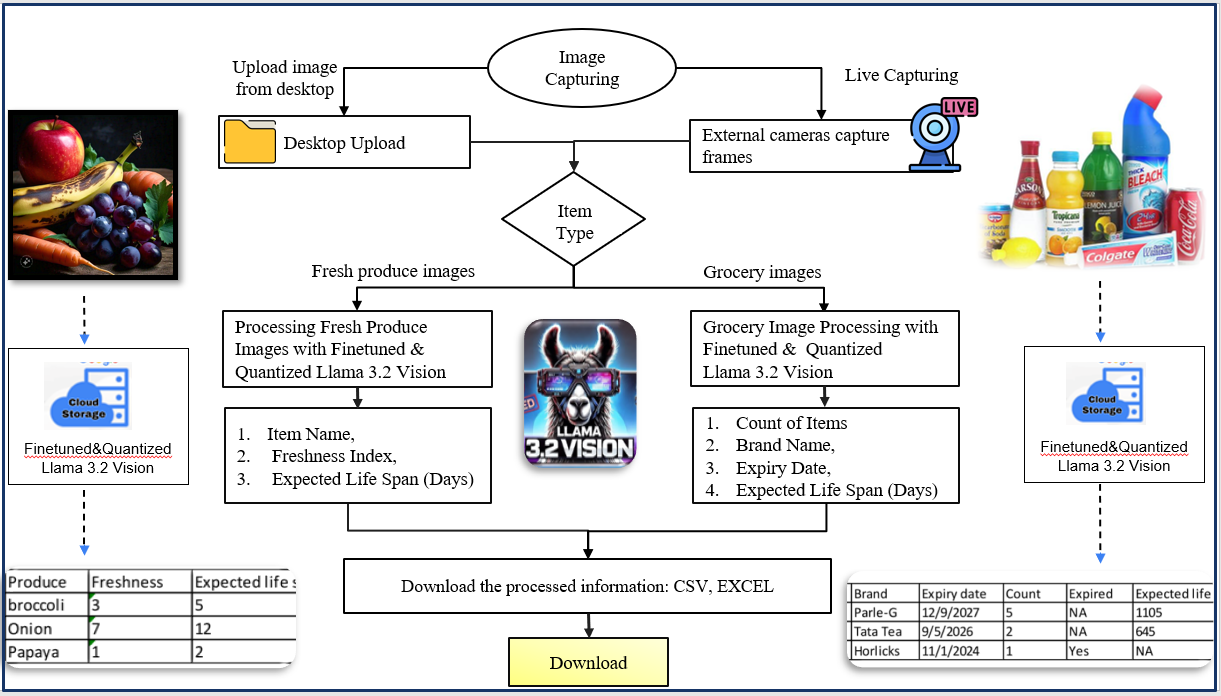 Image
Capturing
Upload image
from desktop
Live Capturing
Desktop Upload
External cameras capture
frames
LIVE
Item
Type
Fresh produce images
Grocery images
Processing Fresh Produce
Images with Finetuned &
Quantized Llama 3.2 Vision
Grocery Image Processing with
Finetuned & Quantized
Llama 3.2 Vision
LLAMA
3.2 VISION
1. Item Name,
2. Freshness Index,
3. Expected Life Span (Days)
1. Count of Items
2. Brand Name,
3. Expiry Date,
4. Expected Life Span (Days)
Download the processed information: CSV, EXCEL
Download
Cloud
Storage
Finetuned&Quantized
Llama 3.2 Vision
Produce Freshness Expected life s
broccoli 3 5
Onion 7 12
Papaya 1 2
THICK
BLEACH
Tropicana
LEMON JUICE
Coca-Cola
Colgate
Cloud
Storage
Finetuned&Quantized
Llama 3.2 Vision
Brand Expiry date Count Expired Expected life
Parle-G 12/9/2027 5 NA 1105
Tata Tea 9/5/2026 2 NA 645
Horlicks 11/1/2024 1 Yes NA